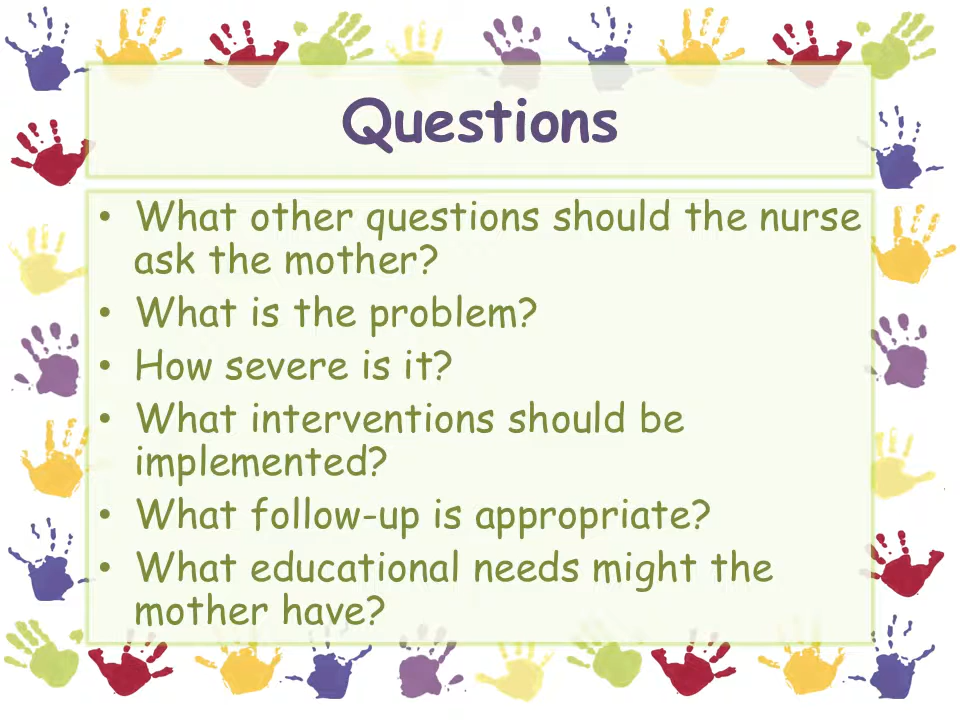 Questions
• What other questions should the nurse
ask the mother?
• What is the problem?
• How severe is it?
• What interventions should be
implemented?
• What follow-up is appropriate?
• What educational needs might the
mother have?